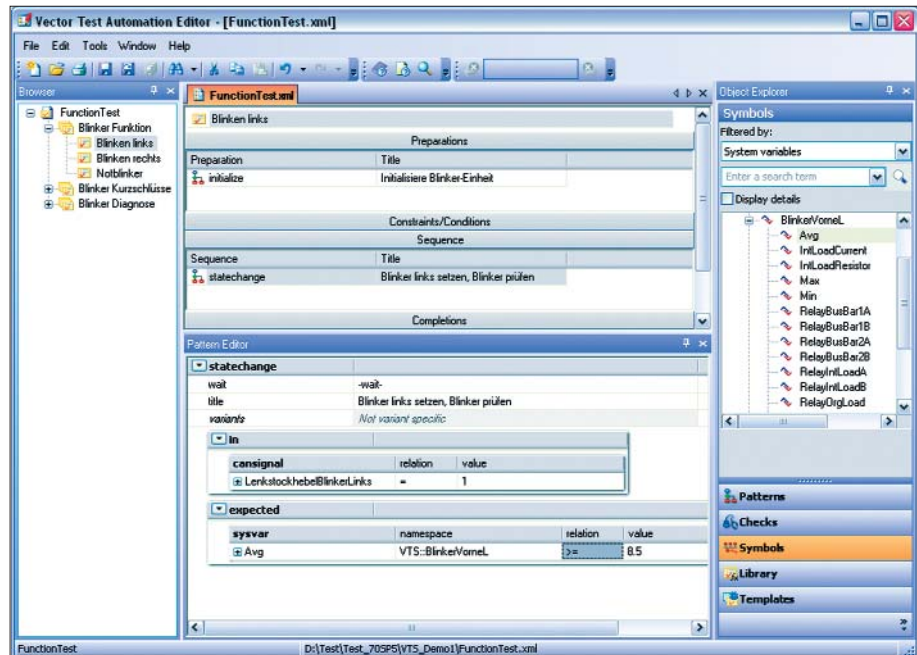 Vector Test Automation Editor - [FunctionTest.xml]
File Edit Tools Window Help
Browser
FunctionTest
Blinker Funktion
Blinken links
Blinken rechts
Notblinker
Blinker Kurzschlüsse
Blinker Diagnose
FunctionTest.xml
Blinken links
Preparations
Preparation Title
initialize Initialisiere Blinker-Einheit
Constraints/Conditions
Sequence
Sequence Title
statechange Blinker links setzen, Blinker prüfen
Completions
Pattern Editor
statechange
wait -wait-
title Blinker links setzen, Blinker prüfen
variants Not variant specific
in
cansignal relation value
LenkstockhebelBlinkerLinks = 1
expected
sysvar namespace relation value
Avg VTS::BlinkerVorneL >= 8.5
Object Explorer
Symbols
Filtered by:
System variables
Enter a search term
Display details
BlinkerVorneL
Avg
IntLoadCurrent
IntLoadResistor
Max
Min
RelayBusBar1A
RelayBusBar1B
RelayBusBar2A
RelayBusBar2B
RelayIntLoadA
RelayIntLoadB
RelayOrgLoad
Patterns
Checks
Symbols
Library
Templates
FunctionTest D:\Test\Test_70SP5\VTS_Demo1\FunctionTest.xml